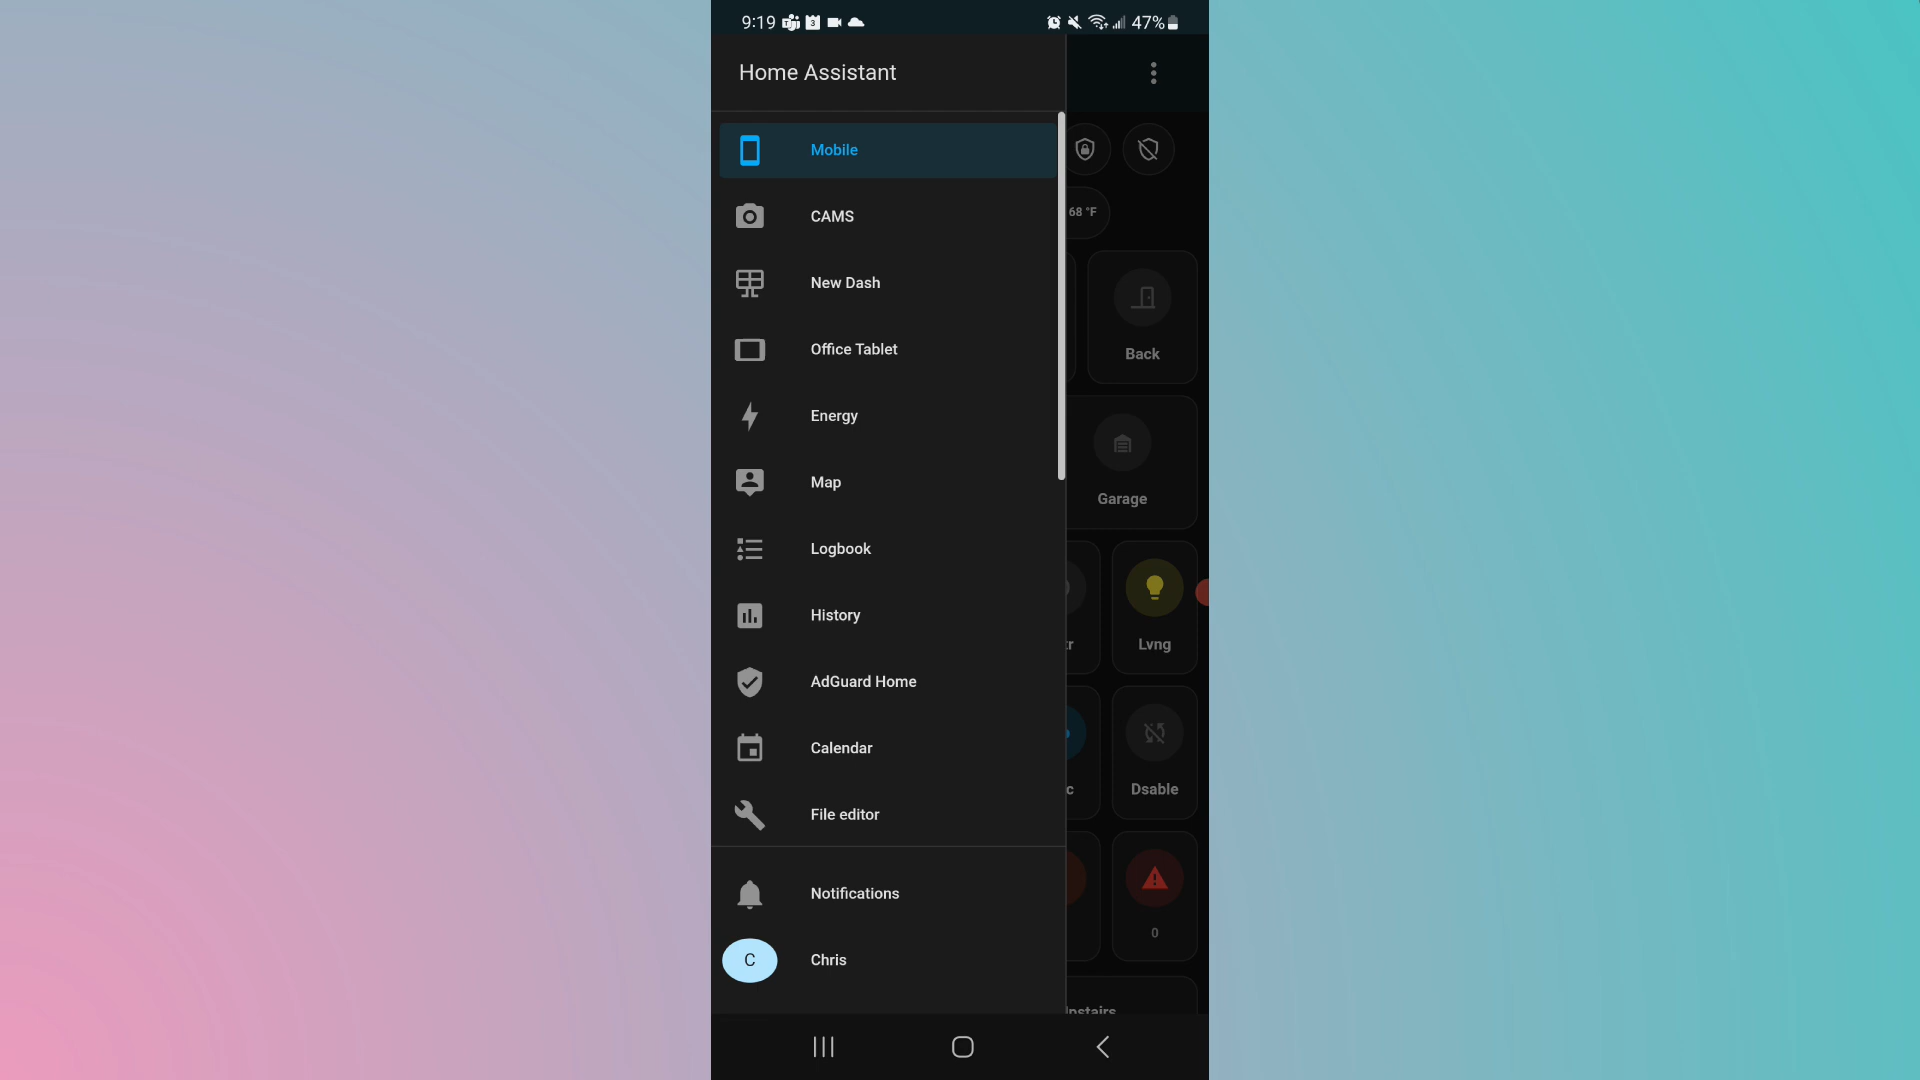 9:19
47%
Home Assistant
Mobile
CAMS
68 °F
New Dash
Office Tablet
Back
Energy
Map
Garage
Logbook
History
Lvng
AdGuard Home
Calendar
Dsable
File editor
Notifications
0
Chris